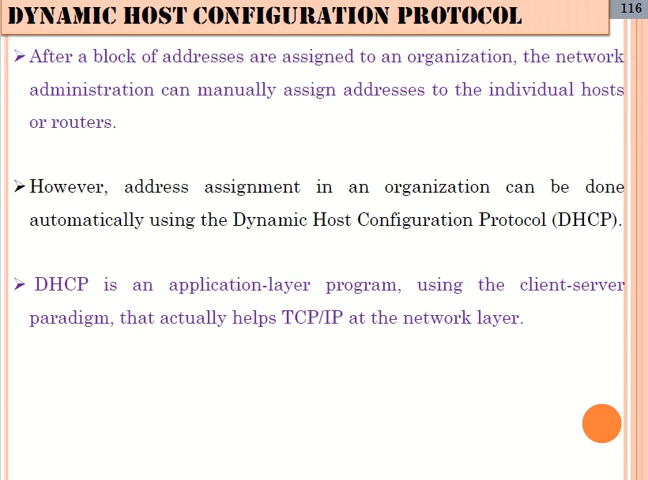 DYNAMIC HOST CONFIGURATION PROTOCOL
116
➢After a block of addresses are assigned to an organization, the network
administration can manually assign addresses to the individual hosts
or routers.
➢However, address assignment in an organization can be done
automatically using the Dynamic Host Configuration Protocol (DHCP).
➢ DHCP is an application-layer program, using the client-server
paradigm, that actually helps TCP/IP at the network layer.